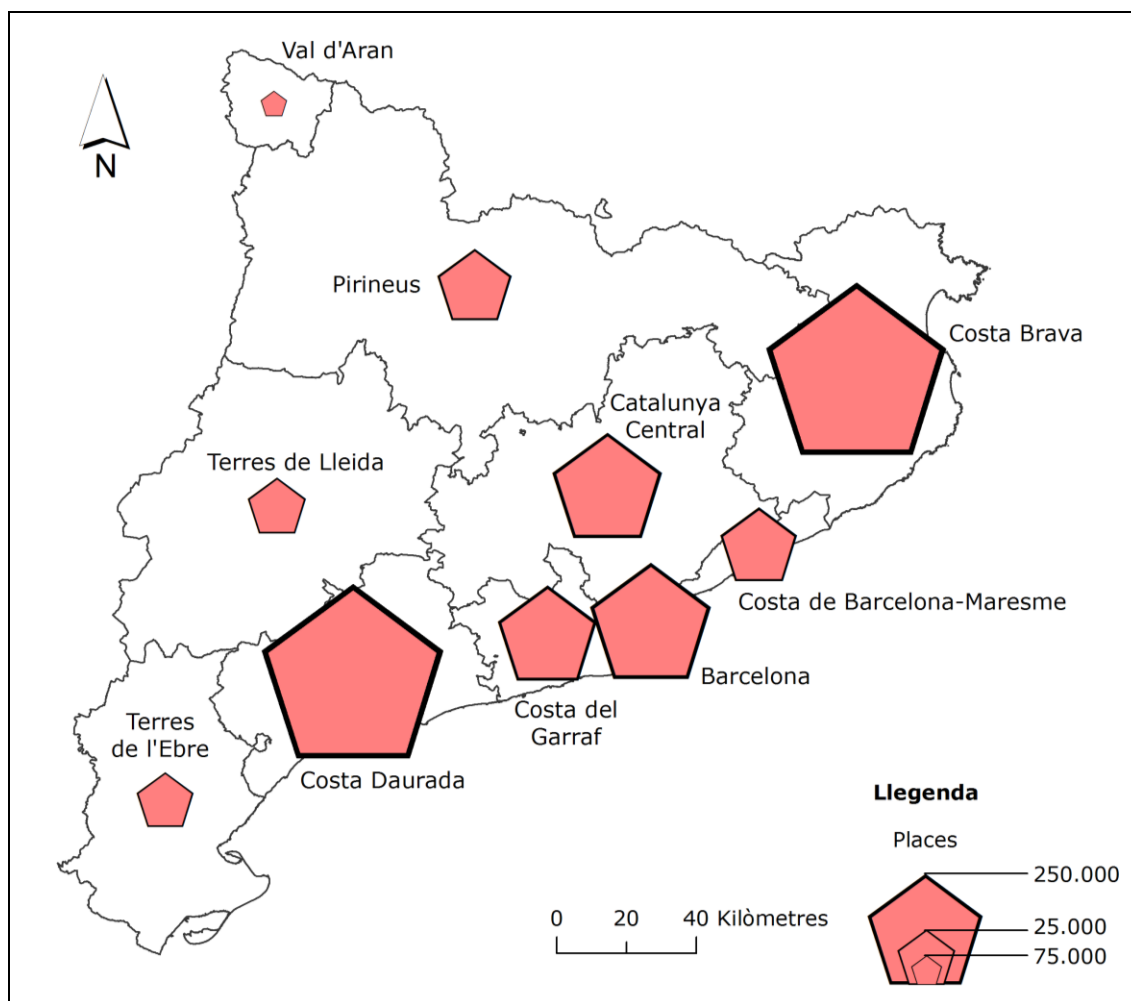 Val d'Aran
N
Pirineus
Costa Brava
Catalunya
Central
Terres de Lleida
Costa de Barcelona-Maresme
Barcelona
Costa del
Garraf
Terres
de l'Ebre
Costa Daurada
Llegenda
Places
250.000
25.000
75.000
0 20 40 Kilòmetres